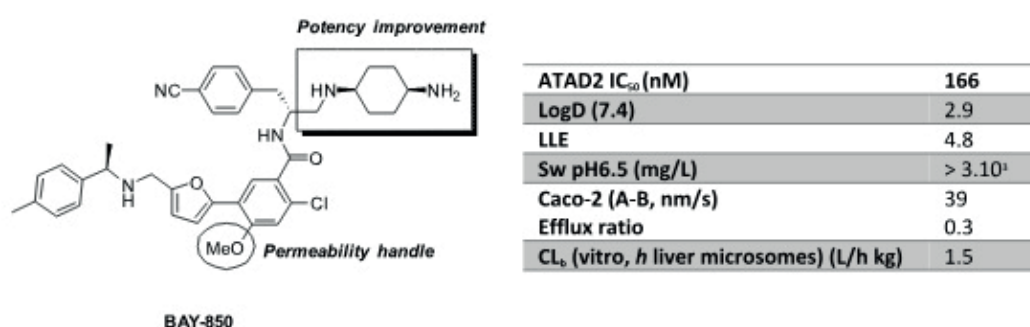 Potency improvement
NC
HN
NH₂
HN
O
N
H
O
Cl
MeO
Permeability handle
BAY-850
ATAD2 IC₅₀ (nM) 166
LogD (7.4) 2.9
LLE 4.8
Sw pH6.5 (mg/L) > 3.10³
Caco-2 (A-B, nm/s) 39
Efflux ratio 0.3
CLb (vitro, h liver microsomes) (L/h kg) 1.5